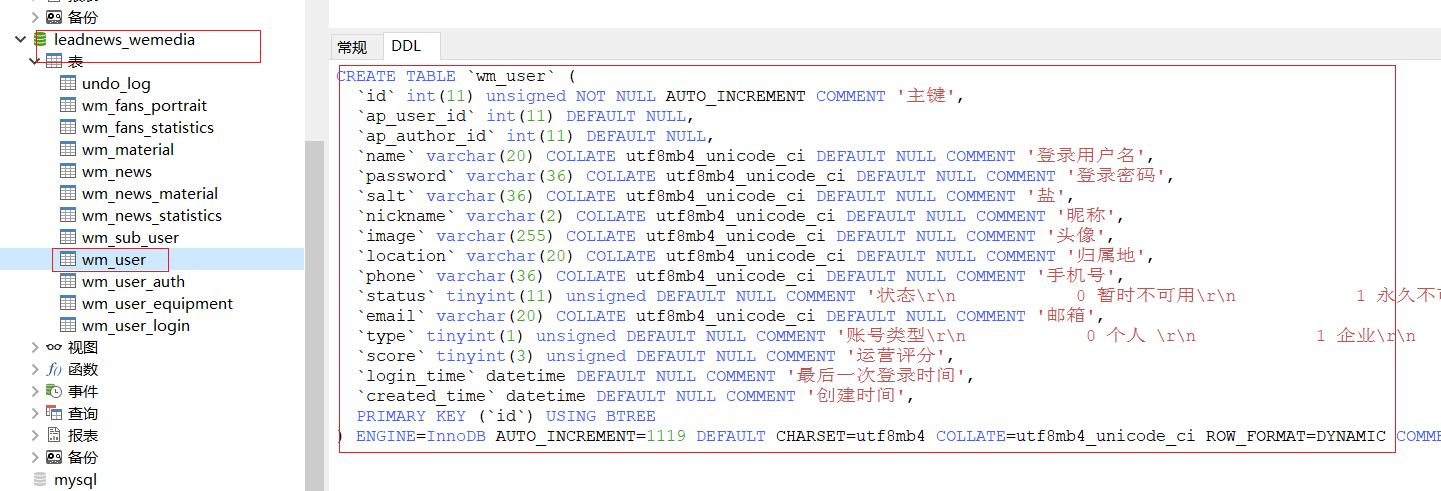 报表
备份
leadnews_wemedia
表
undo_log
wm_fans_portrait
wm_fans_statistics
wm_material
wm_news
wm_news_material
wm_news_statistics
wm_sub_user
wm_user
wm_user_auth
wm_user_equipment
wm_user_login
视图
f() 函数
事件
查询
报表
备份
mysql
常规 DDL
CREATE TABLE `wm_user` (
`id` int(11) unsigned NOT NULL AUTO_INCREMENT COMMENT '主键',
`ap_user_id` int(11) DEFAULT NULL,
`ap_author_id` int(11) DEFAULT NULL,
`name` varchar(20) COLLATE utf8mb4_unicode_ci DEFAULT NULL COMMENT '登录用户名',
`password` varchar(36) COLLATE utf8mb4_unicode_ci DEFAULT NULL COMMENT '登录密码',
`salt` varchar(36) COLLATE utf8mb4_unicode_ci DEFAULT NULL COMMENT '盐',
`nickname` varchar(2) COLLATE utf8mb4_unicode_ci DEFAULT NULL COMMENT '昵称',
`image` varchar(255) COLLATE utf8mb4_unicode_ci DEFAULT NULL COMMENT '头像',
`location` varchar(20) COLLATE utf8mb4_unicode_ci DEFAULT NULL COMMENT '归属地',
`phone` varchar(36) COLLATE utf8mb4_unicode_ci DEFAULT NULL COMMENT '手机号',
`status` tinyint(11) unsigned DEFAULT NULL COMMENT '状态\r\n 0 暂时不可用\r\n 1 永久不可
`email` varchar(20) COLLATE utf8mb4_unicode_ci DEFAULT NULL COMMENT '邮箱',
`type` tinyint(1) unsigned DEFAULT NULL COMMENT '账号类型\r\n 0 个人 \r\n 1 企业\r\n
`score` tinyint(3) unsigned DEFAULT NULL COMMENT '运营评分',
`login_time` datetime DEFAULT NULL COMMENT '最后一次登录时间',
`created_time` datetime DEFAULT NULL COMMENT '创建时间',
PRIMARY KEY (`id`) USING BTREE
) ENGINE=InnoDB AUTO_INCREMENT=1119 DEFAULT CHARSET=utf8mb4 COLLATE=utf8mb4_unicode_ci ROW_FORMAT=DYNAMIC COMME